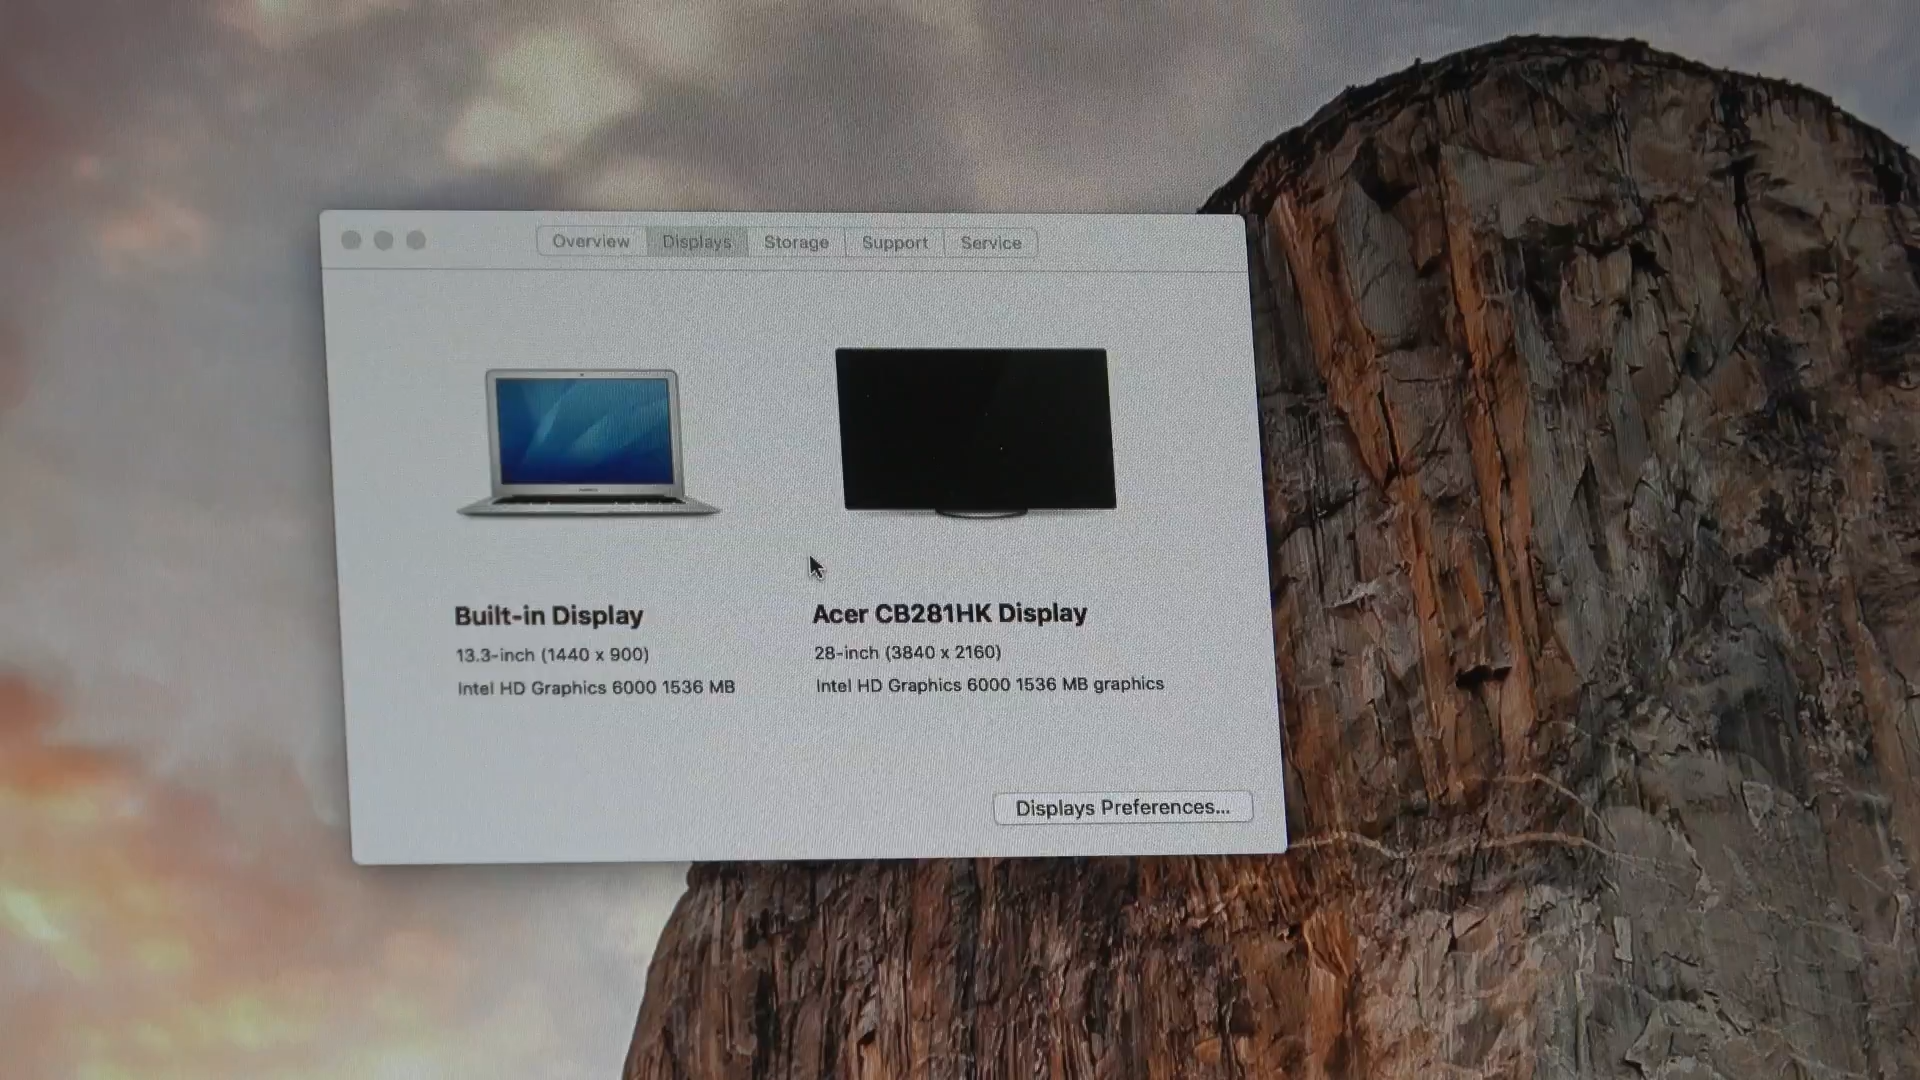 Overview Displays Storage Support Service
Built-in Display
13.3-inch (1440 x 900)
Intel HD Graphics 6000 1536 MB
Acer CB281HK Display
28-inch (3840 x 2160)
Intel HD Graphics 6000 1536 MB graphics
Displays Preferences...